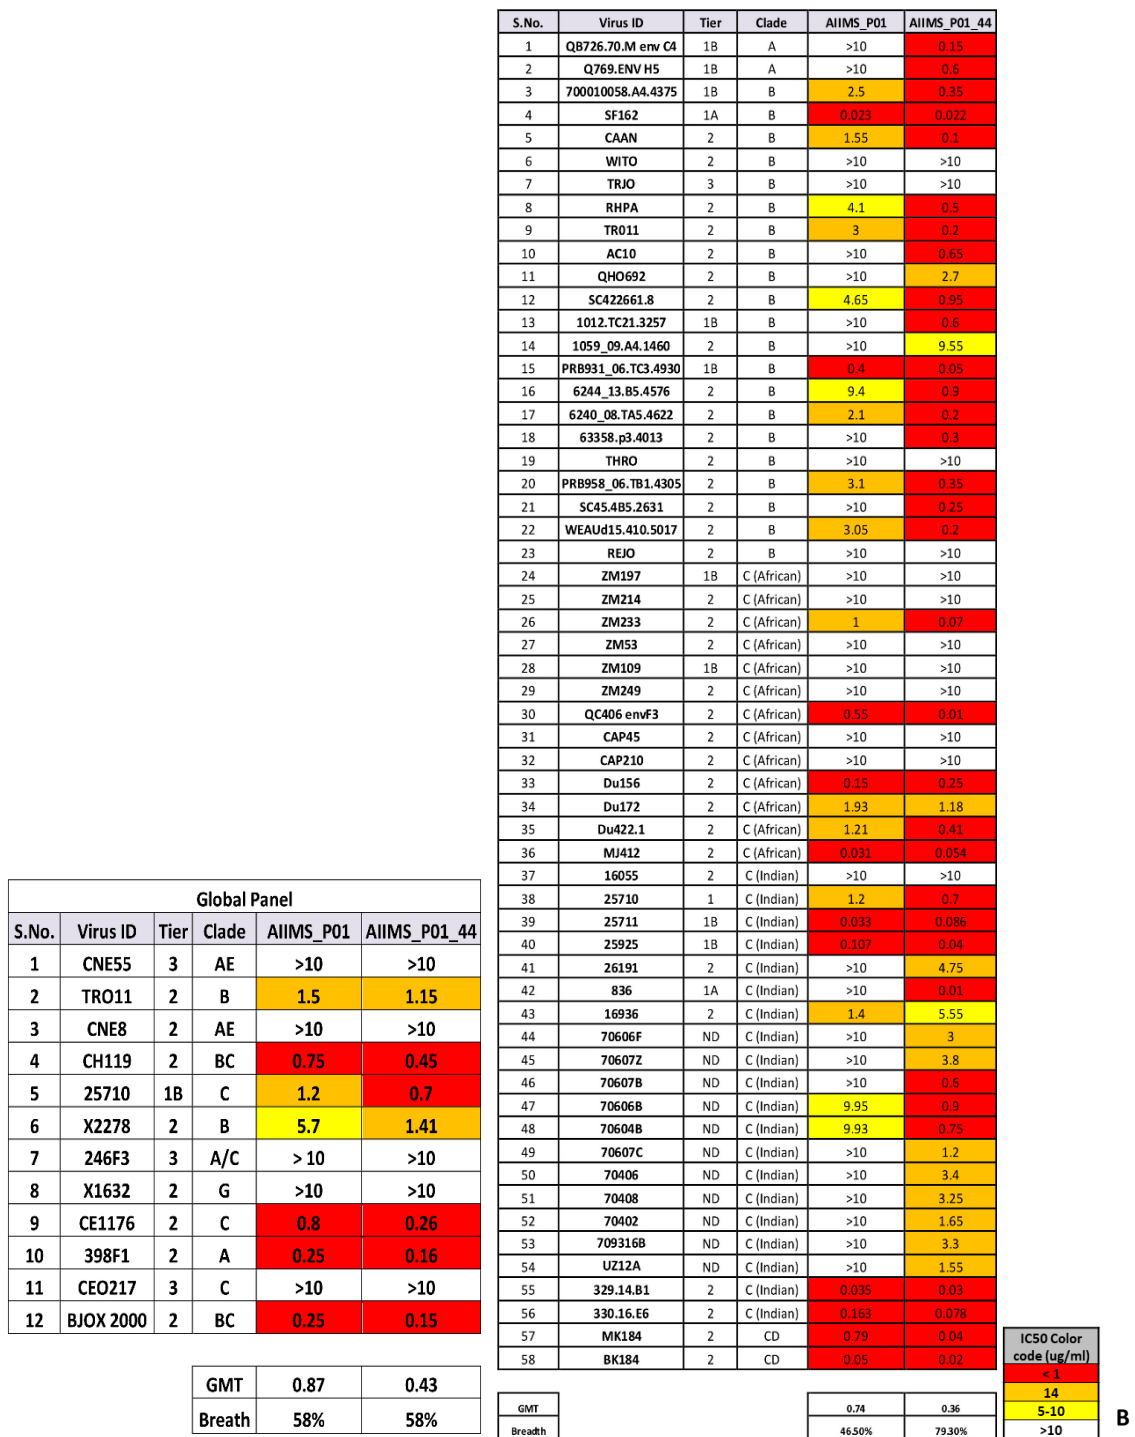 S.No. Virus ID Tier Clade AIIMS_P01 AIIMS_P01_44
1 QB726.70.M env C4 1B A >10 0.15
2 Q769.ENV H5 1B A >10 0.6
3 700010058.A4.4375 1B B 2.5 0.35
4 SF162 1A B 0.023 0.022
5 CAAN 2 B 1.55 0.1
6 WITO 2 B >10 >10
7 TRJO 3 B >10 >10
8 RHPA 2 B 4.1 0.5
9 TR011 2 B 3 0.2
10 AC10 2 B >10 0.65
11 QHO692 2 B >10 2.7
12 SC422661.8 2 B 4.65 0.95
13 1012.TC21.3257 1B B >10 0.6
14 1059_09.A4.1460 2 B >10 9.55
15 PRB931_06.TC3.4930 1B B 0.4 0.05
16 6244_13.B5.4576 2 B 9.4 0.9
17 6240_08.TA5.4622 2 B 2.1 0.2
18 63358.p3.4013 2 B >10 0.3
19 THRO 2 B >10 >10
20 PRB958_06.TB1.4305 2 B 3.1 0.35
21 SC45.4B5.2631 2 B >10 0.25
22 WEAUd15.410.5017 2 B 3.05 0.2
23 REJO 2 B >10 >10
24 ZM197 1B C (African) >10 >10
25 ZM214 2 C (African) >10 >10
26 ZM233 2 C (African) 1 0.07
27 ZM53 2 C (African) >10 >10
28 ZM109 1B C (African) >10 >10
29 ZM249 2 C (African) >10 >10
30 QC406 envF3 2 C (African) 0.55 0.01
31 CAP45 2 C (African) >10 >10
32 CAP210 2 C (African) >10 >10
33 Du156 2 C (African) 0.15 0.25
34 Du172 2 C (African) 1.93 1.18
35 Du422.1 2 C (African) 1.21 0.41
36 MJ412 2 C (African) 0.031 0.054
37 16055 2 C (Indian) >10 >10
38 25710 1 C (Indian) 1.2 0.7
39 25711 1B C (Indian) 0.033 0.086
40 25925 1B C (Indian) 0.107 0.04
41 26191 2 C (Indian) >10 4.75
42 836 1A C (Indian) >10 0.01
43 16936 2 C (Indian) 1.4 5.55
44 70606F ND C (Indian) >10 3
45 70607Z ND C (Indian) >10 3.8
46 70607B ND C (Indian) >10 0.6
47 70606B ND C (Indian) 9.95 0.9
48 70604B ND C (Indian) 9.93 0.75
49 70607C ND C (Indian) >10 1.2
50 70406 ND C (Indian) >10 3.4
51 70408 ND C (Indian) >10 3.25
52 70402 ND C (Indian) >10 1.65
53 709316B ND C (Indian) >10 3.3
54 UZ12A ND C (Indian) >10 1.55
55 329.14.B1 2 C (Indian) 0.035 0.03
56 330.16.E6 2 C (Indian) 0.163 0.078
57 MK184 2 CD 0.79 0.04
58 BK184 2 CD 0.05 0.02
GMT 0.74 0.36
Breadth 46.50% 79.30%
Global Panel
S.No. Virus ID Tier Clade AIIMS_P01 AIIMS_P01_44
1 CNE55 3 AE >10 >10
2 TRO11 2 B 1.5 1.15
3 CNE8 2 AE >10 >10
4 CH119 2 BC 0.75 0.45
5 25710 1B C 1.2 0.7
6 X2278 2 B 5.7 1.41
7 246F3 3 A/C > 10 >10
8 X1632 2 G >10 >10
9 CE1176 2 C 0.8 0.26
10 398F1 2 A 0.25 0.16
11 CEO217 3 C >10 >10
12 BJOX 2000 2 BC 0.25 0.15
GMT 0.87 0.43
Breath 58% 58%
IC50 Color
code (ug/ml)
< 1
14
5-10
>10
B